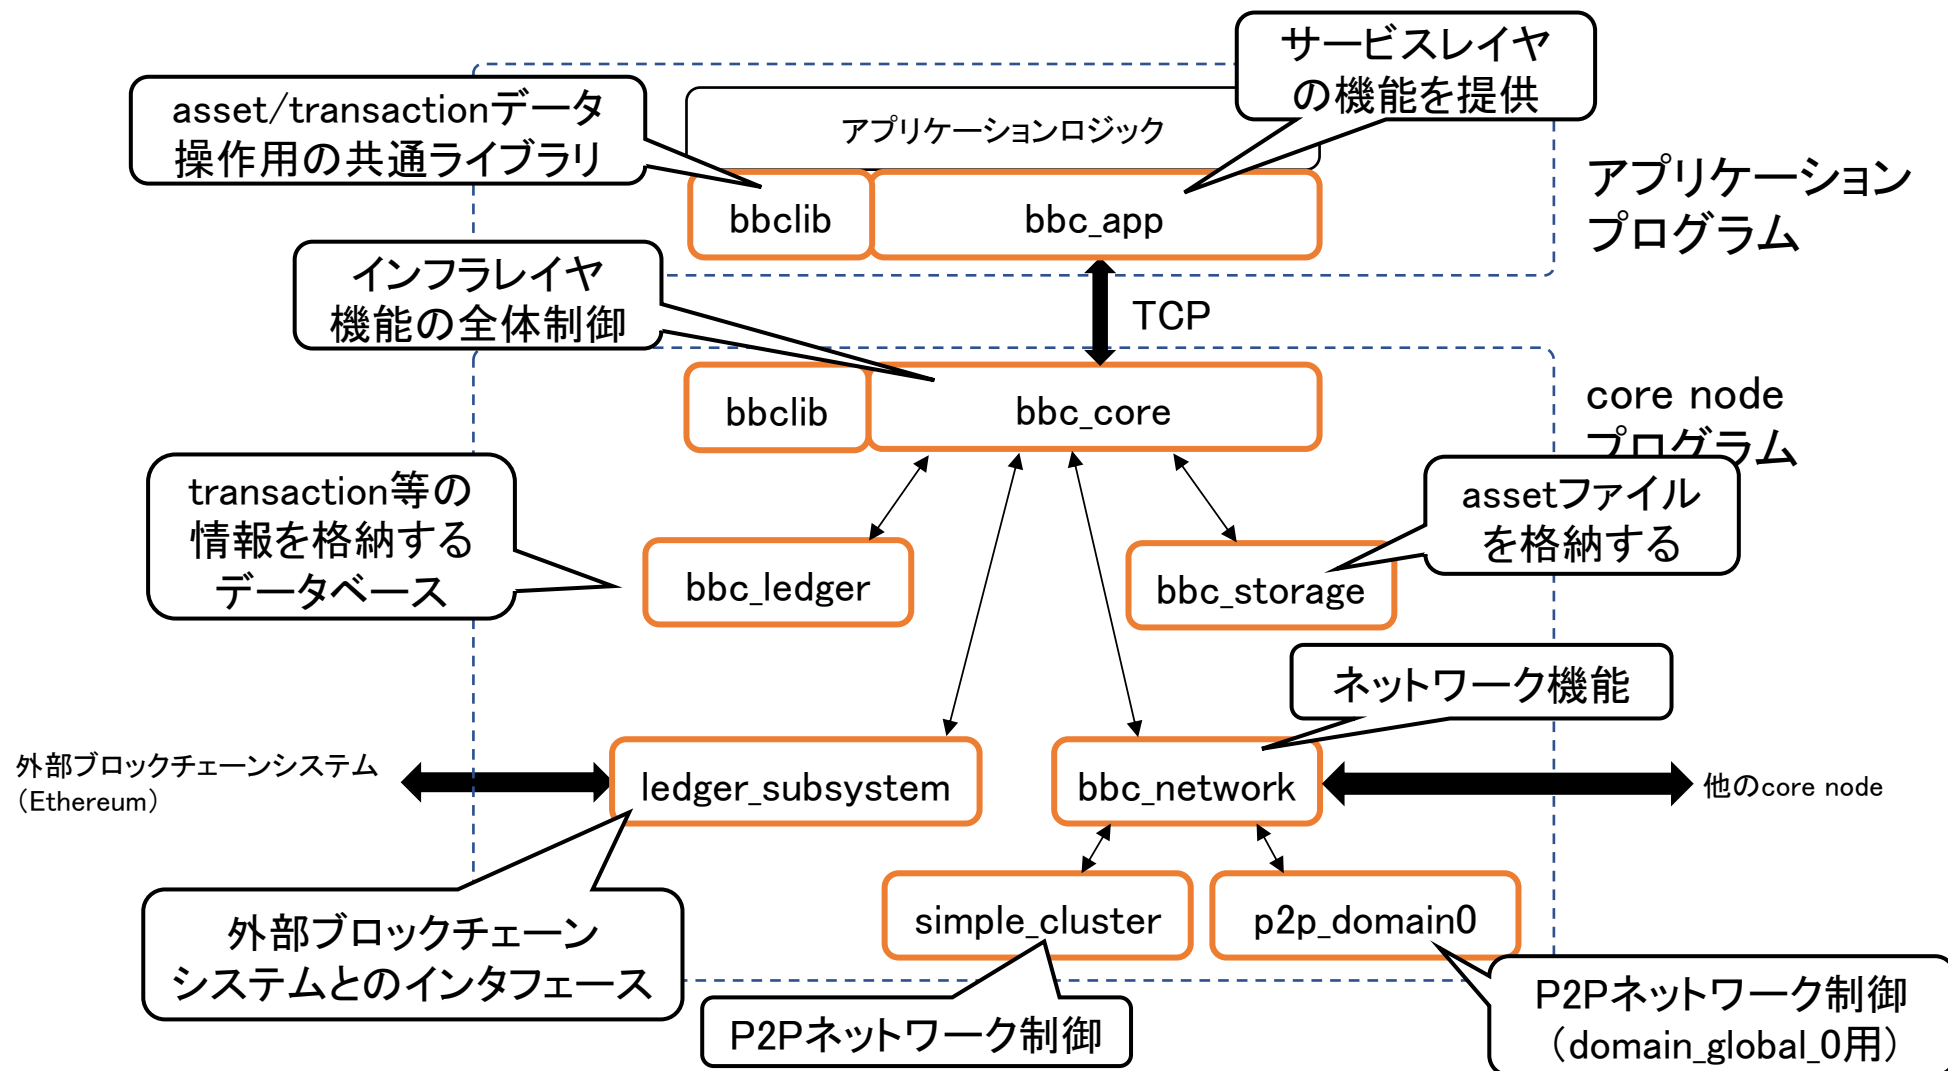 サービスレイヤ
の機能を提供
asset/transactionデータ
操作用の共通ライブラリ
アプリケーションロジック
アプリケーション
プログラム
bbclib
bbc_app
インフラレイヤ
機能の全体制御
TCP
core node
プログラム
bbclib
bbc_core
transaction等の
情報を格納する
データベース
assetファイル
を格納する
bbc_ledger
bbc_storage
ネットワーク機能
外部ブロックチェーンシステム
（Ethereum）
ledger_subsystem
bbc_network
他のcore node
外部ブロックチェーン
システムとのインタフェース
simple_cluster
p2p_domain0
P2Pネットワーク制御
P2Pネットワーク制御
（domain_global_0用）